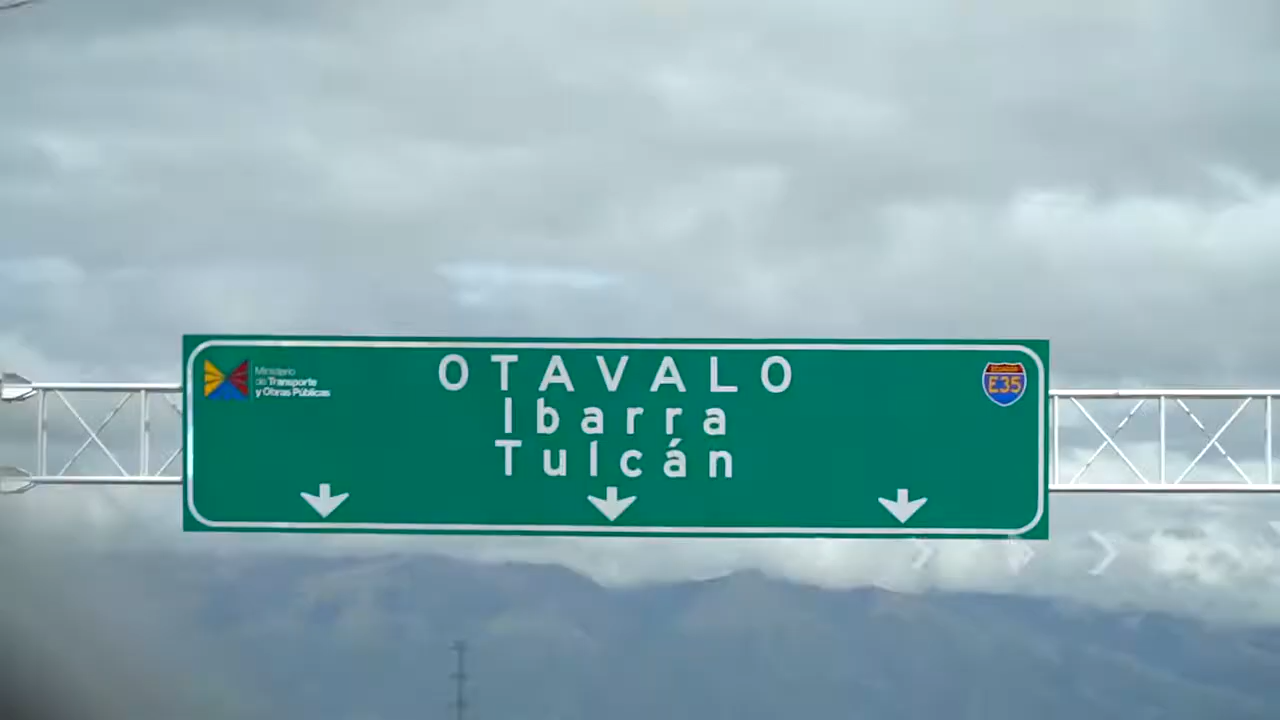 OTAVALO
Ibarra
Tulcán
Ministerio
de Transporte
y Obras Públicas
ECUADOR
E35